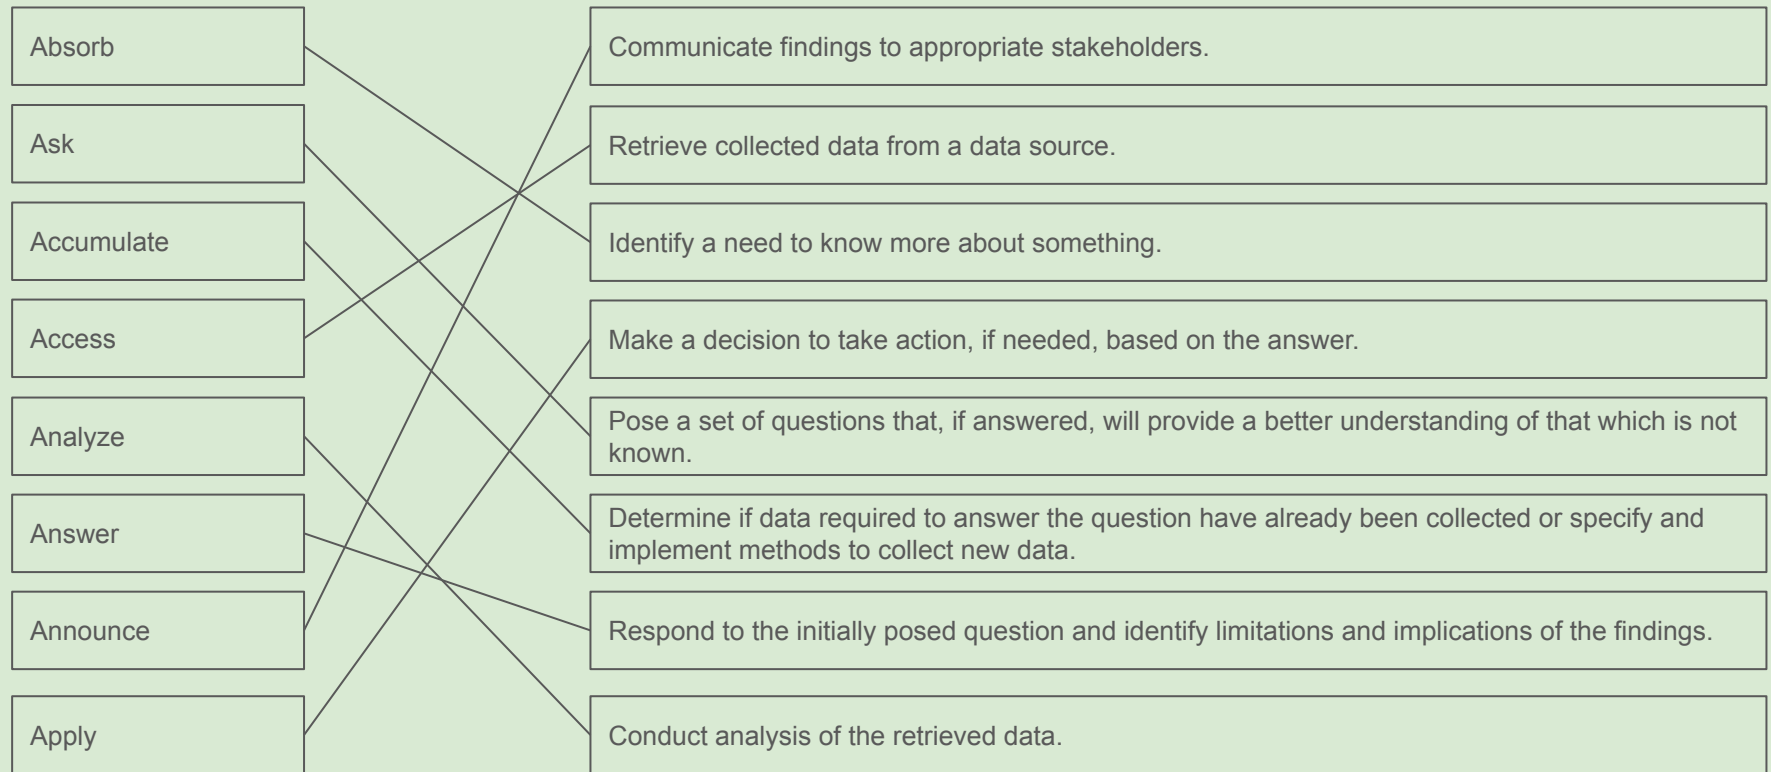 Absorb
Communicate findings to appropriate stakeholders.
Ask
Retrieve collected data from a data source.
Accumulate
Identify a need to know more about something.
Access
Make a decision to take action, if needed, based on the answer.
Analyze
Pose a set of questions that, if answered, will provide a better understanding of that which is not
known.
Answer
Determine if data required to answer the question have already been collected or specify and
implement methods to collect new data.
Announce
Respond to the initially posed question and identify limitations and implications of the findings.
Apply
Conduct analysis of the retrieved data.